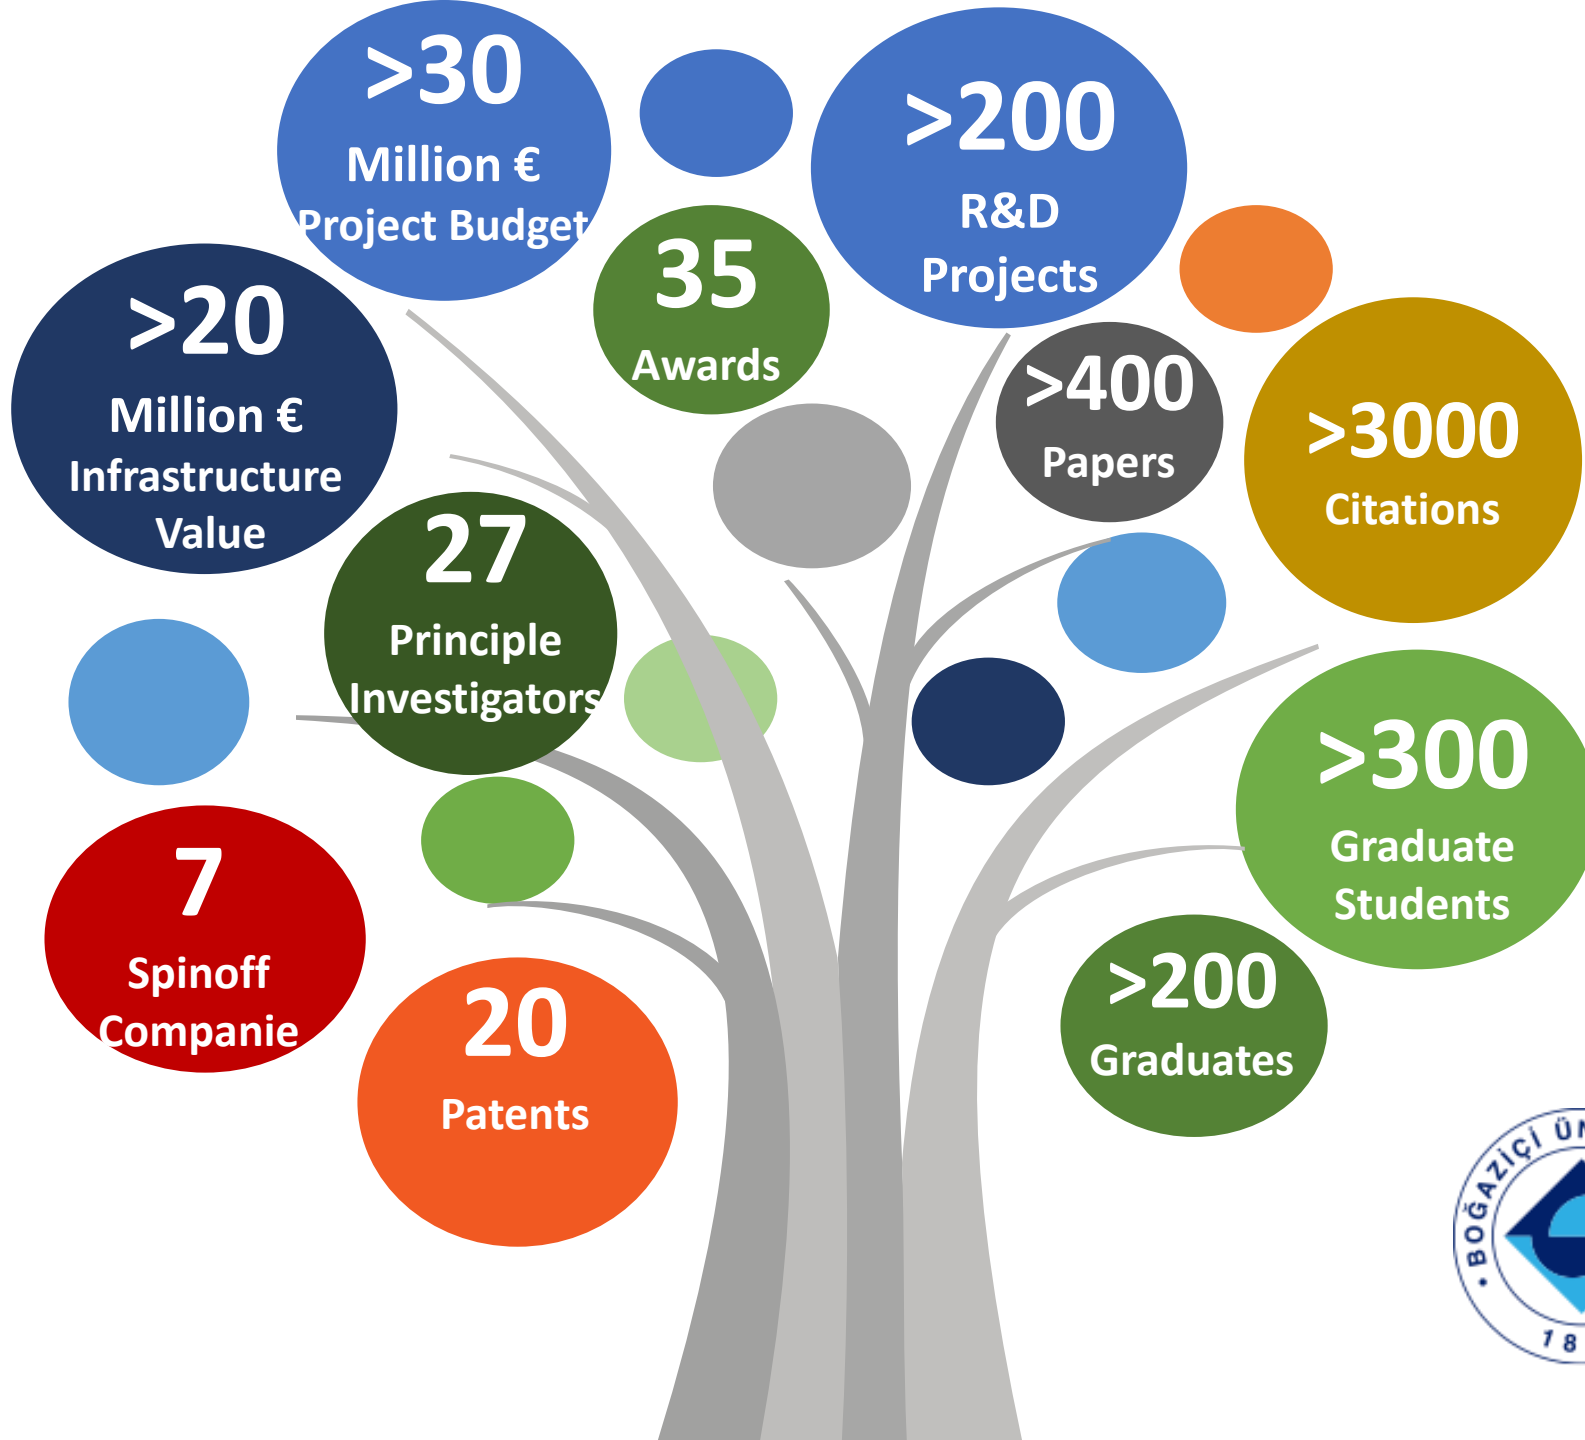 >30
Million €
Project Budget
>200
R&D
Projects
35
Awards
>20
Million €
Infrastructure
Value
>400
Papers
>3000
Citations
27
Principle
Investigators
>300
Graduate
Students
7
Spinoff
Companie
>200
Graduates
20
Patents
BOĞAZİÇİ